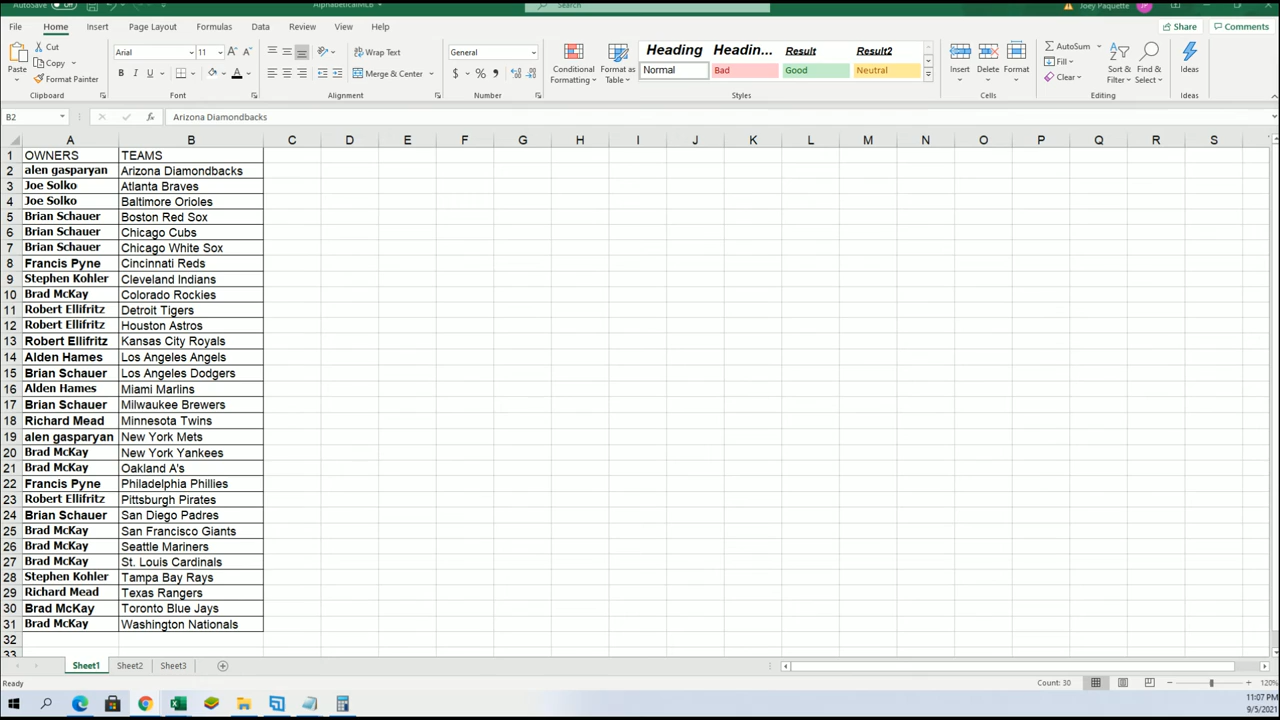 AutoSave Off AlphabeticalMLB Search Joey Paquette JP
File Home Insert Page Layout Formulas Data Review View Help Share Comments
Paste Cut Copy Format Painter Clipboard
Arial 11 B I U A Font
Wrap Text Merge & Center Alignment
General $ % Number
Conditional Formatting Format as Table
Heading Headin... Result Result2
Normal Bad Good Neutral
Styles
Insert Delete Format Cells
AutoSum Fill Clear Sort & Filter Find & Select Editing
Ideas Ideas
B2 fx Arizona Diamondbacks
A B C D E F G H I J K L M N O P Q R S
1 OWNERS TEAMS
2 alen gasparyan Arizona Diamondbacks
3 Joe Solko Atlanta Braves
4 Joe Solko Baltimore Orioles
5 Brian Schauer Boston Red Sox
6 Brian Schauer Chicago Cubs
7 Brian Schauer Chicago White Sox
8 Francis Pyne Cincinnati Reds
9 Stephen Kohler Cleveland Indians
10 Brad McKay Colorado Rockies
11 Robert Ellifritz Detroit Tigers
12 Robert Ellifritz Houston Astros
13 Robert Ellifritz Kansas City Royals
14 Alden Hames Los Angeles Angels
15 Brian Schauer Los Angeles Dodgers
16 Alden Hames Miami Marlins
17 Brian Schauer Milwaukee Brewers
18 Richard Mead Minnesota Twins
19 alen gasparyan New York Mets
20 Brad McKay New York Yankees
21 Brad McKay Oakland A's
22 Francis Pyne Philadelphia Phillies
23 Robert Ellifritz Pittsburgh Pirates
24 Brian Schauer San Diego Padres
25 Brad McKay San Francisco Giants
26 Brad McKay Seattle Mariners
27 Brad McKay St. Louis Cardinals
28 Stephen Kohler Tampa Bay Rays
29 Richard Mead Texas Rangers
30 Brad McKay Toronto Blue Jays
31 Brad McKay Washington Nationals
32
33
Sheet1 Sheet2 Sheet3
Ready Count: 30 120%
11:07 PM
9/5/2021